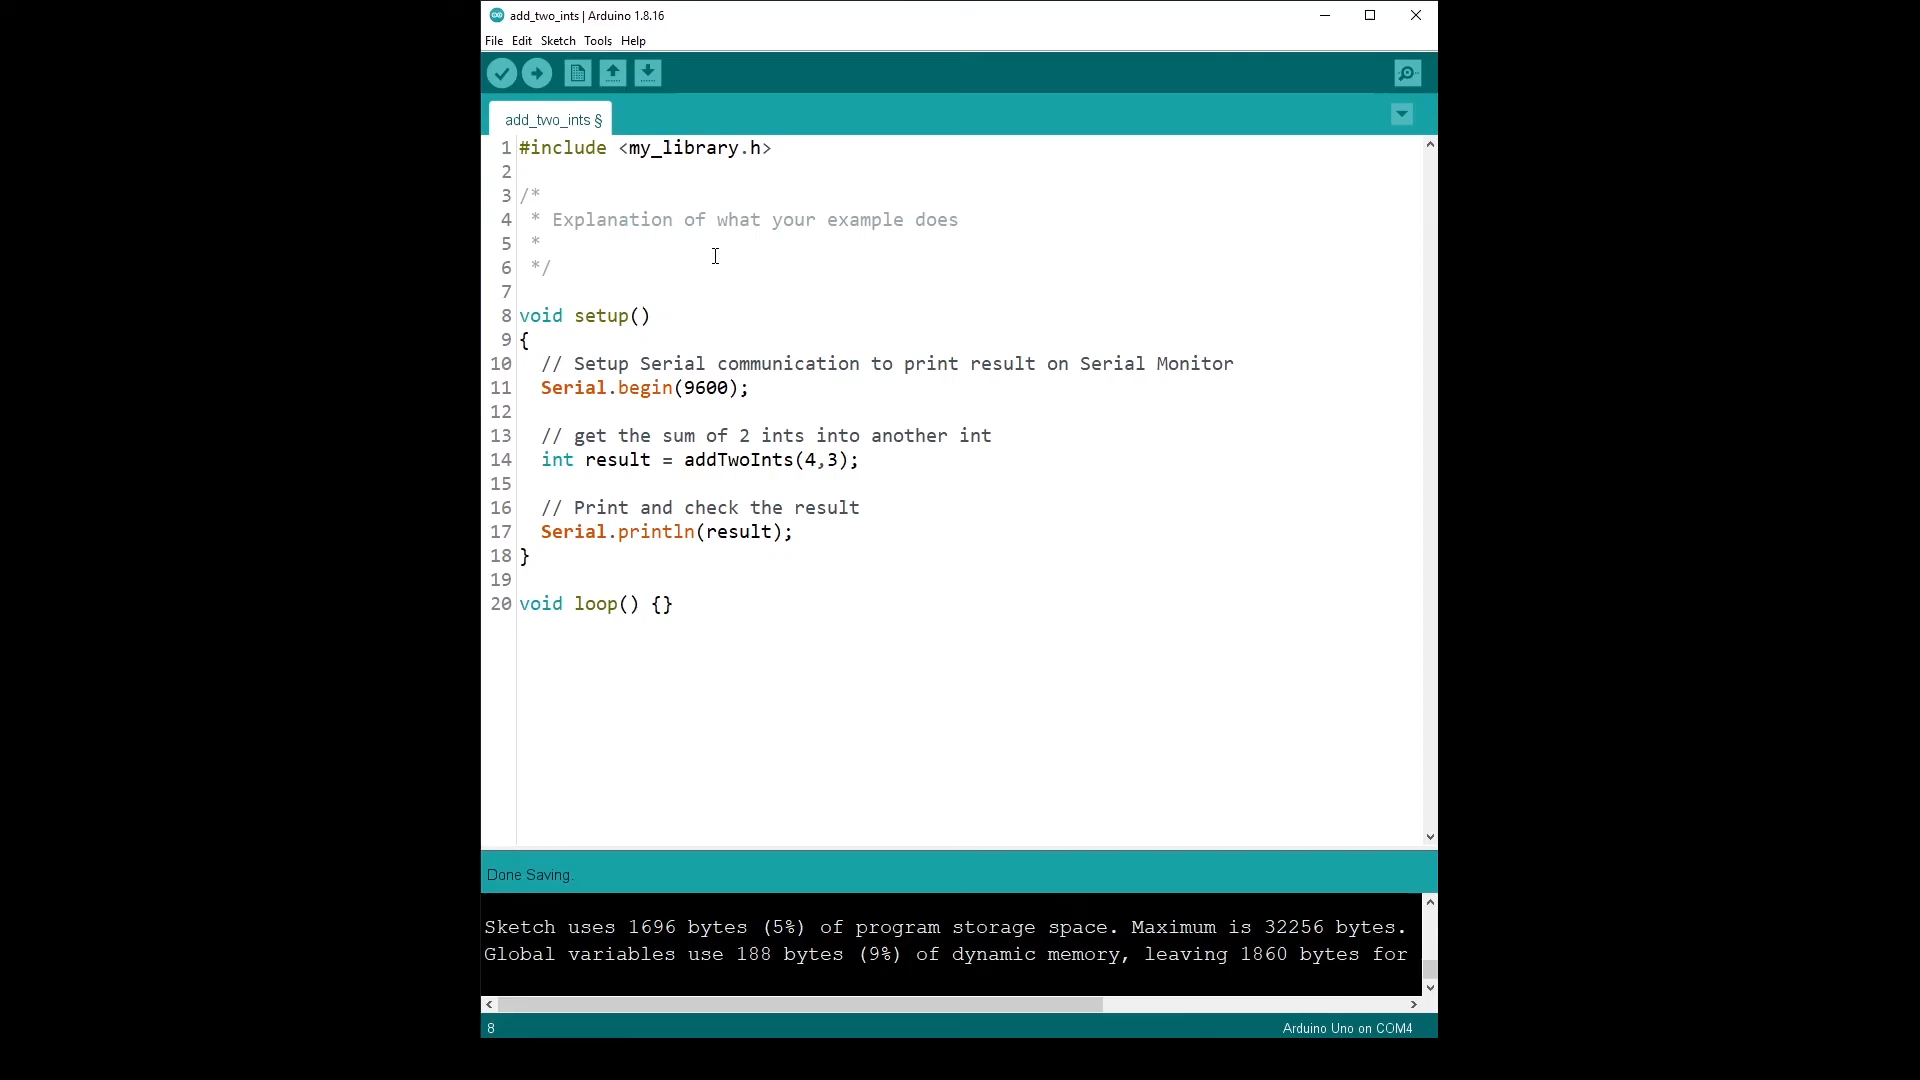 add_two_ints | Arduino 1.8.16
File Edit Sketch Tools Help
add_two_ints §
1 #include <my_library.h>
2
3 /*
4  * Explanation of what your example does
5  *
6  */
7
8 void setup()
9 {
10   // Setup Serial communication to print result on Serial Monitor
11   Serial.begin(9600);
12
13   // get the sum of 2 ints into another int
14   int result = addTwoInts(4,3);
15
16   // Print and check the result
17   Serial.println(result);
18 }
19
20 void loop() {}
Done Saving.
Sketch uses 1696 bytes (5%) of program storage space. Maximum is 32256 bytes.
Global variables use 188 bytes (9%) of dynamic memory, leaving 1860 bytes for
8 Arduino Uno on COM4